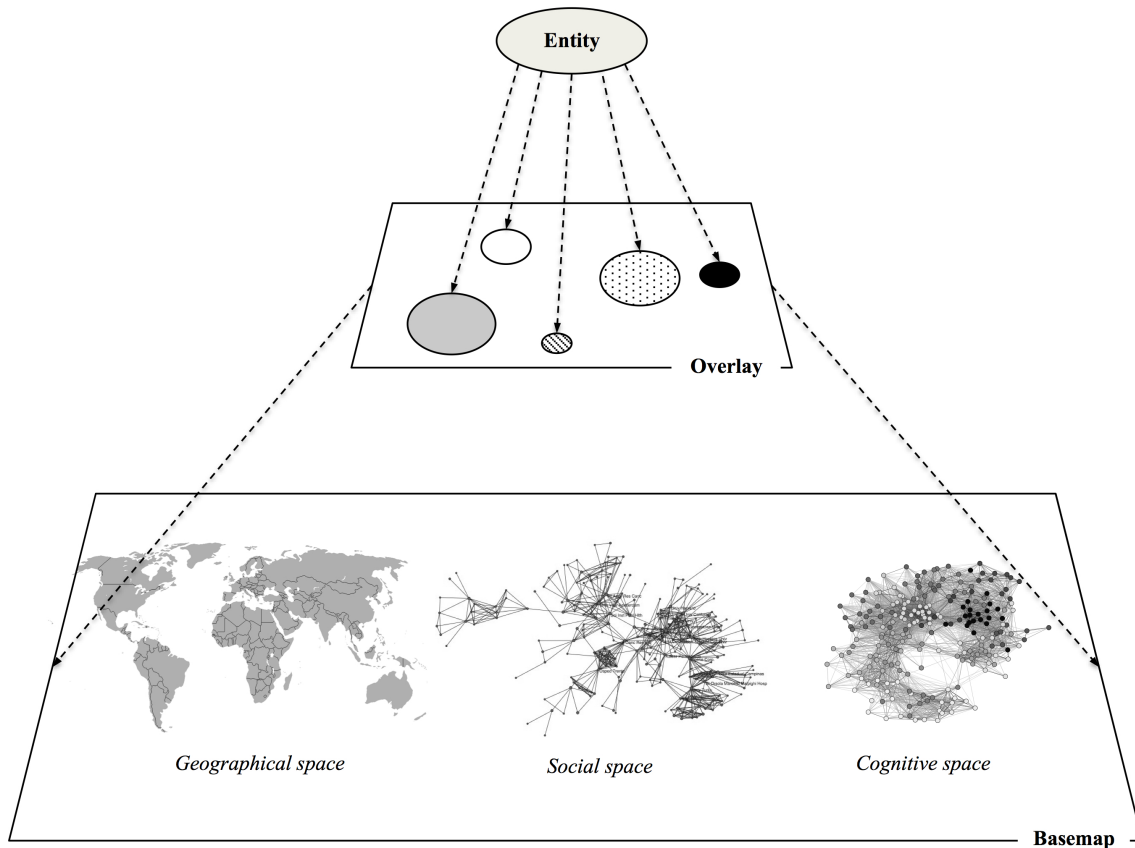 Entity
Overlay
Geographical space
Social space
Cognitive space
Basemap